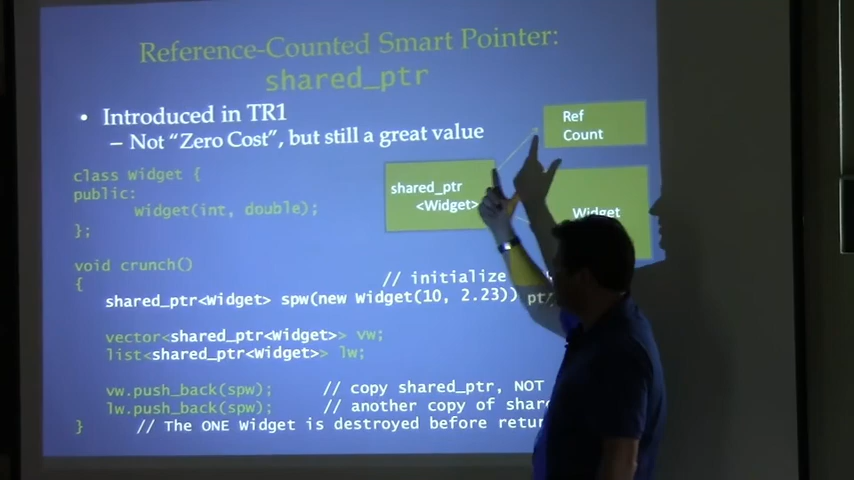 Reference-Counted Smart Pointer:
shared_ptr
• Introduced in TR1
– Not "Zero Cost", but still a great value
Ref
Count
shared_ptr
<Widget>
Widget
class Widget {
public:
Widget(int, double);
};
void crunch()
{ // initialize
shared_ptr<Widget> spw(new Widget(10, 2.23))
vector<shared_ptr<Widget>> vw;
list<shared_ptr<Widget>> lw;
vw.push_back(spw); // copy shared_ptr, NOT
lw.push_back(spw); // another copy of
} // The ONE Widget is destroyed before